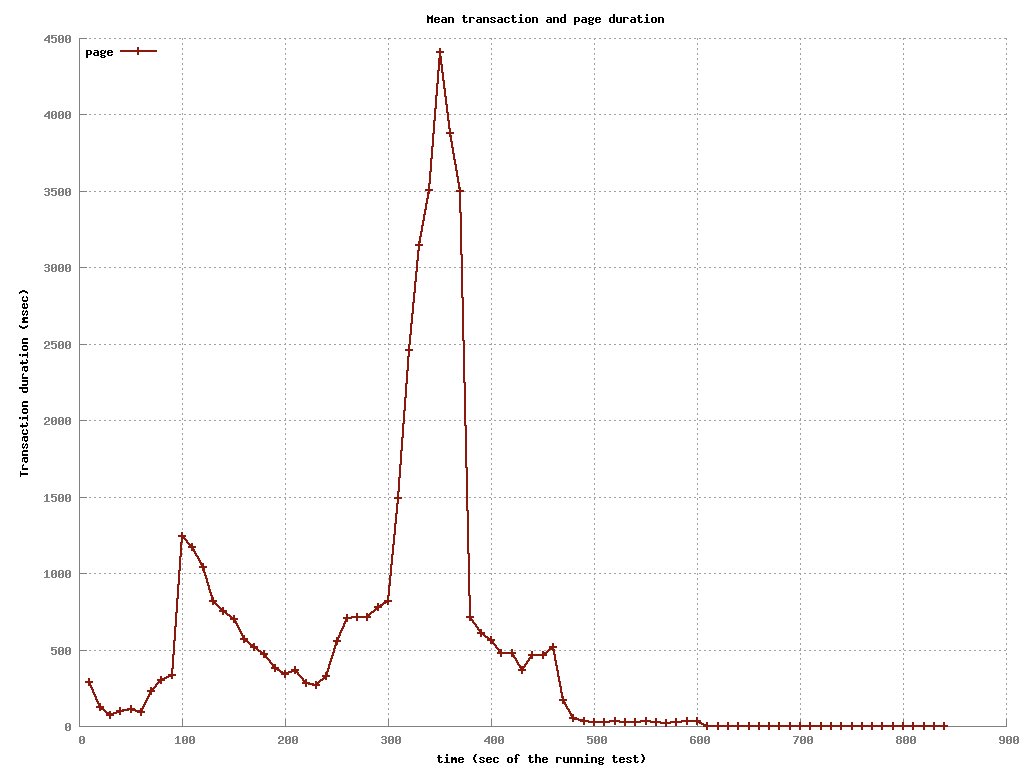 Mean transaction and page duration
page
4500
4000
3500
3000
2500
2000
1500
1000
500
0
Transaction duration (msec)
0 100 200 300 400 500 600 700 800 900
time (sec of the running test)